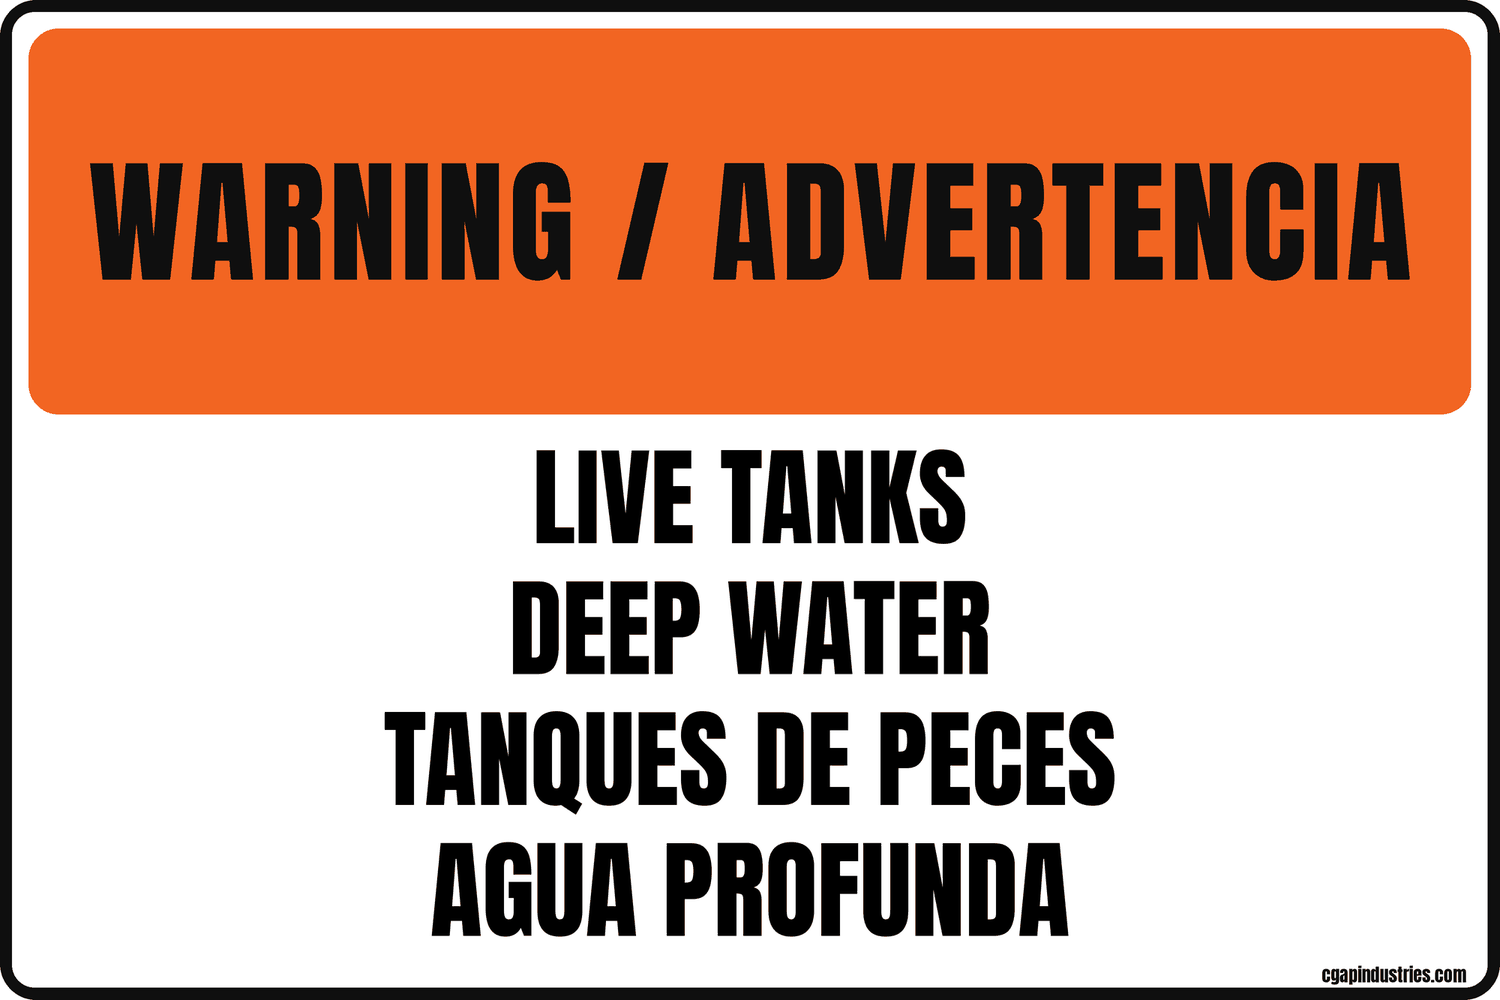 WARNING / ADVERTENCIA
LIVE TANKS
DEEP WATER
TANQUES DE PECES
AGUA PROFUNDA
cgapindustries.com